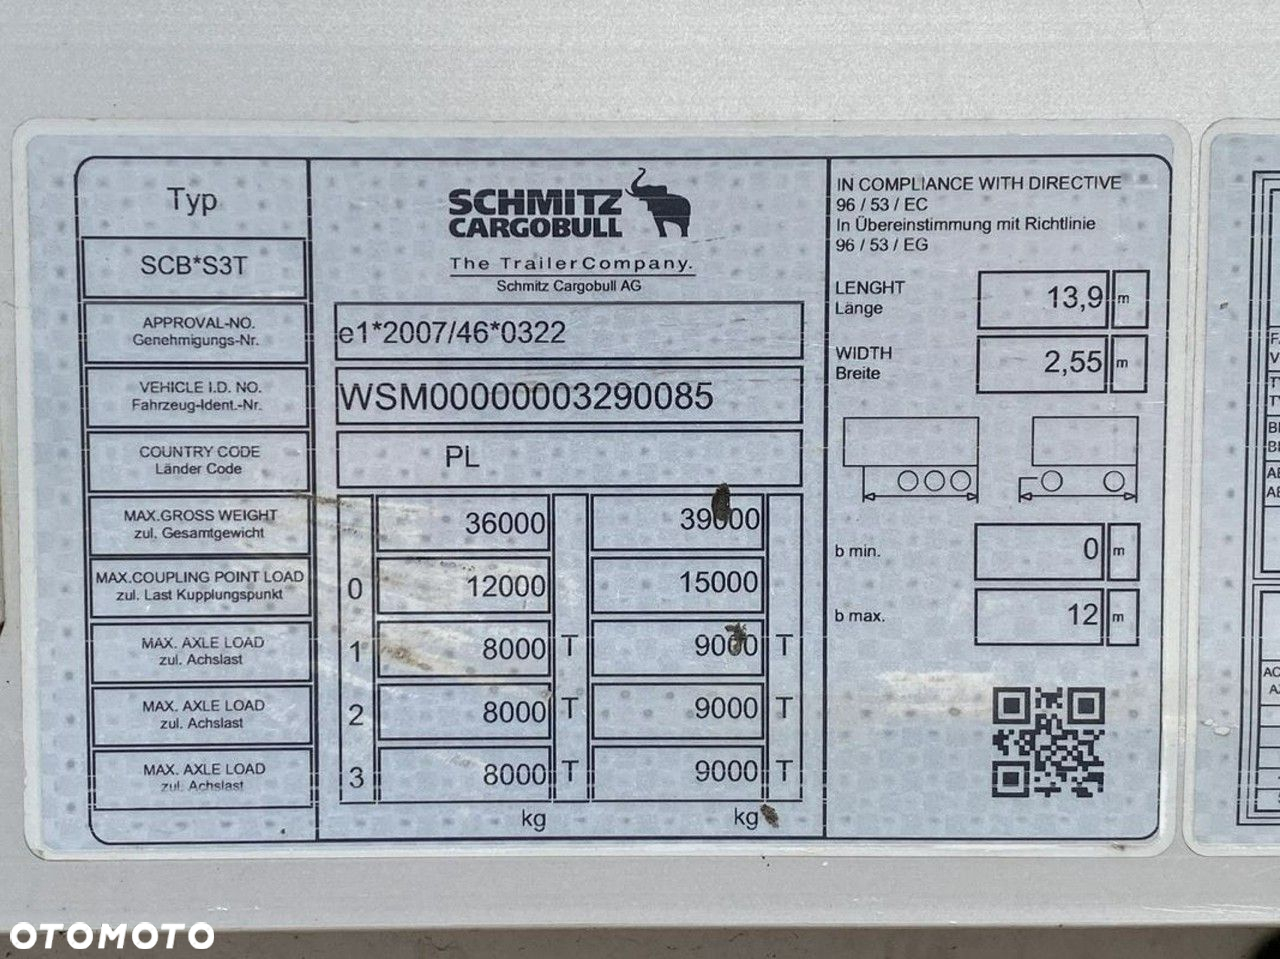 Typ
SCB*S3T
SCHMITZ
CARGOBULL
The TrailerCompany.
Schmitz Cargobull AG
APPROVAL-NO.
Genehmigungs-Nr.
e1*2007/46*0322
VEHICLE I.D. NO.
Fahrzeug-Ident.-Nr.
WSM00000003290085
COUNTRY CODE
Länder Code
PL
MAX.GROSS WEIGHT
zul. Gesamtgewicht
36000 39000
MAX.COUPLING POINT LOAD
zul. Last Kupplungspunkt
0 12000 15000
MAX. AXLE LOAD
zul. Achslast
1 8000 T 9000 T
MAX. AXLE LOAD
zul. Achslast
2 8000 T 9000 T
MAX. AXLE LOAD
zul. Achslast
3 8000 T 9000 T
kg kg
IN COMPLIANCE WITH DIRECTIVE
96 / 53 / EC
In Übereinstimmung mit Richtlinie
96 / 53 / EG
LENGHT
Länge
13,9 m
WIDTH
Breite
2,55 m
b min. 0 m
b max. 12 m
OTOMOTO